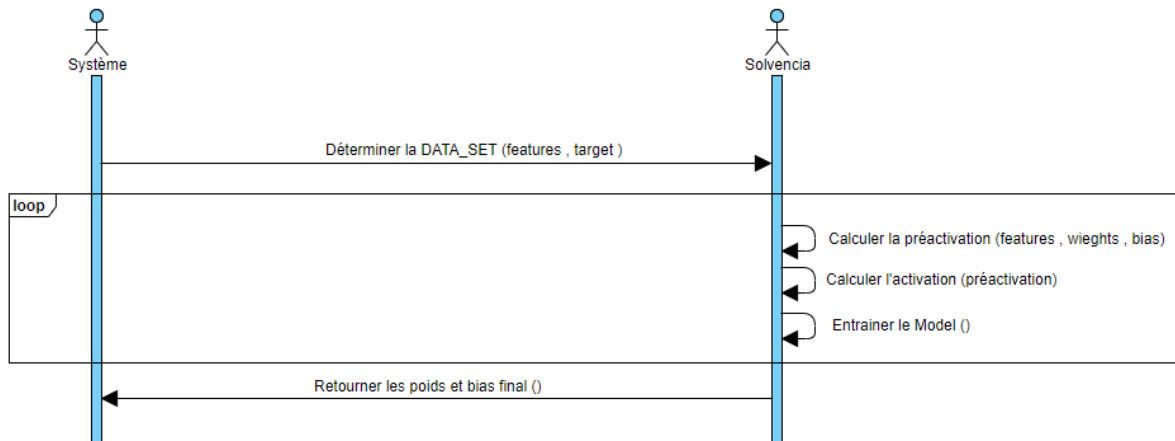 Système
Solvencia
Déterminer la DATA_SET (features , target )
loop
Calculer la préactivation (features , wieghts , bias)
Calculer l'activation (préactivation)
Entrainer le Model ()
Retourner les poids et bias final ()